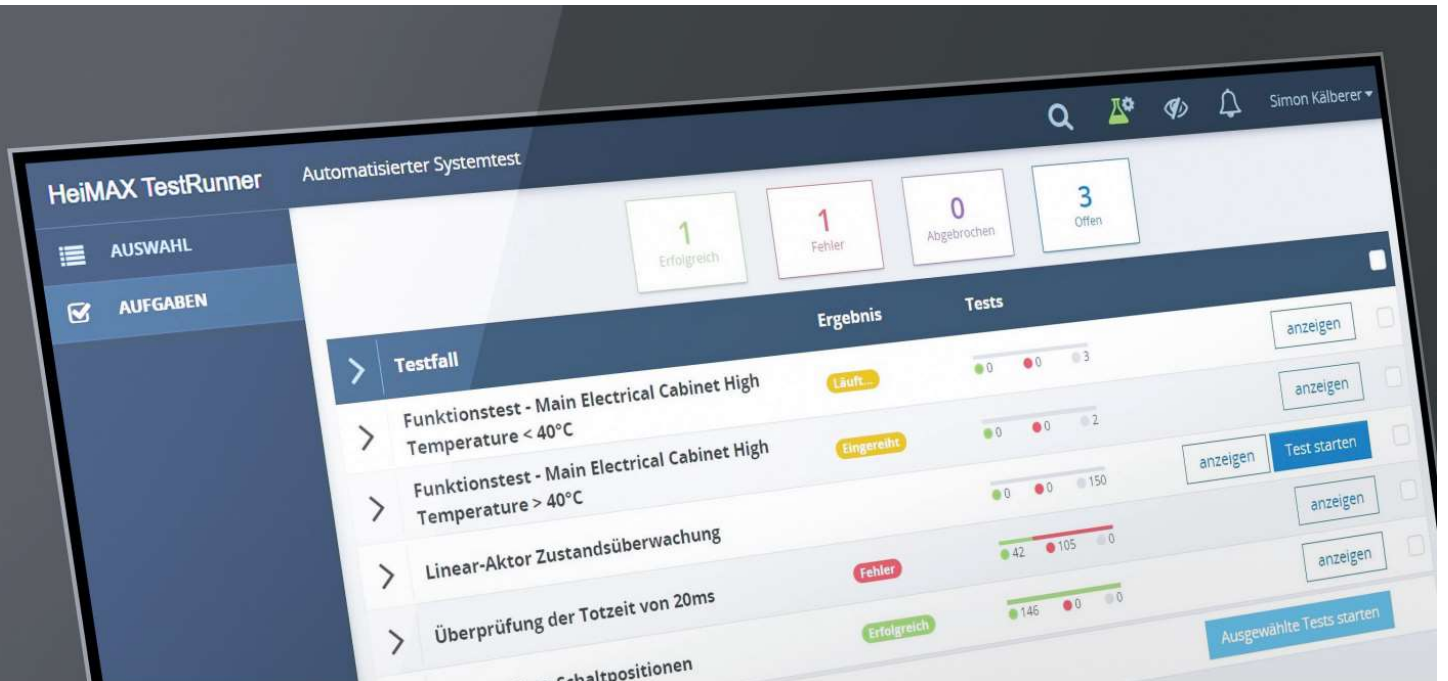 HeiMAX TestRunner
Automatisierter Systemtest
Simon Kälberer
AUSWAHL
AUFGABEN
1
Erfolgreich
1
Fehler
0
Abgebrochen
3
Offen
Testfall
Ergebnis
Tests
Funktionstest - Main Electrical Cabinet High
Temperature < 40°C
Läuft...
0 0 3
anzeigen
Funktionstest - Main Electrical Cabinet High
Temperature > 40°C
Eingereiht
0 0 2
anzeigen
Linear-Aktor Zustandsüberwachung
0 0 150
anzeigen
Test starten
Überprüfung der Totzeit von 20ms
Fehler
42 105 0
anzeigen
Schaltpositionen
Erfolgreich
146 0 0
anzeigen
Ausgewählte Tests starten